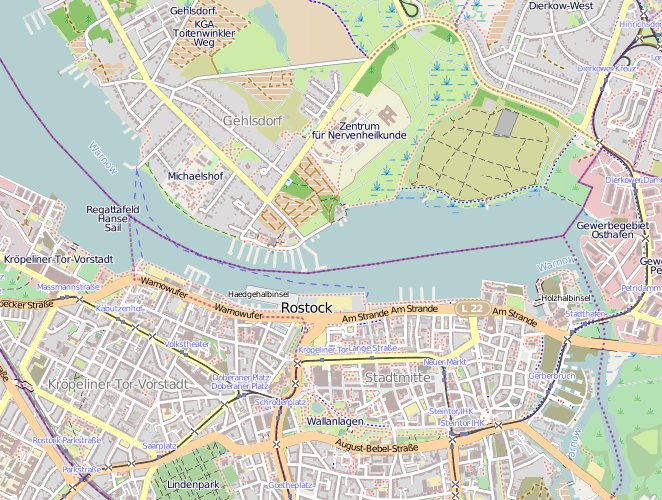 Gehlsdorf
KGA
Toitenwinkler
Weg
Dierkow-West
Hinrichsdorf
Dierkower Kreuz
Gehlsdorf
Zentrum
für Nervenheilkunde
Warnow
Michaelshof
Dierkower Damm
Regattafeld
Hanse
Sail
Gewerbegebiet
Osthafen
Kröpeliner-Tor-Vorstadt
Warnow
Massmannstraße
Warnowufer
Haedgehalbinsel
Holzhalbinsel
Petridamm
Kabutzenhof
Warnowufer
Rostock
Am Strande Am Strande
L 22
Am Strande
Stadthafen
Volkstheater
Kröpeliner Tor
Lange Straße
Neuer Markt
Doberaner Platz
Doberaner Platz
Kröpeliner-Tor-Vorstadt
Stadtmitte
Gerberbruch
Schröderplatz
Steintor IHK
Steintor-IHK
Wallanlagen
Rostock Parkstraße
Saarplatz
August-Bebel-Straße
Warnow
Parkstraße
Lindenpark
Goetheplatz